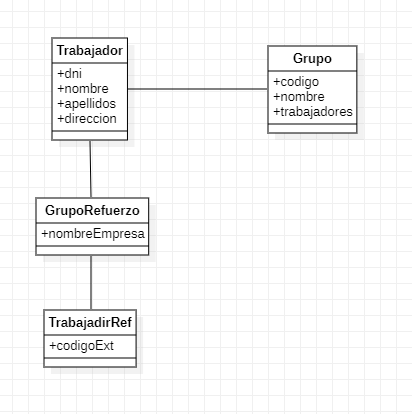 Trabajador
+dni
+nombre
+apellidos
+direccion
Grupo
+codigo
+nombre
+trabajadores
GrupoRefuerzo
+nombreEmpresa
TrabajadirRef
+codigoExt